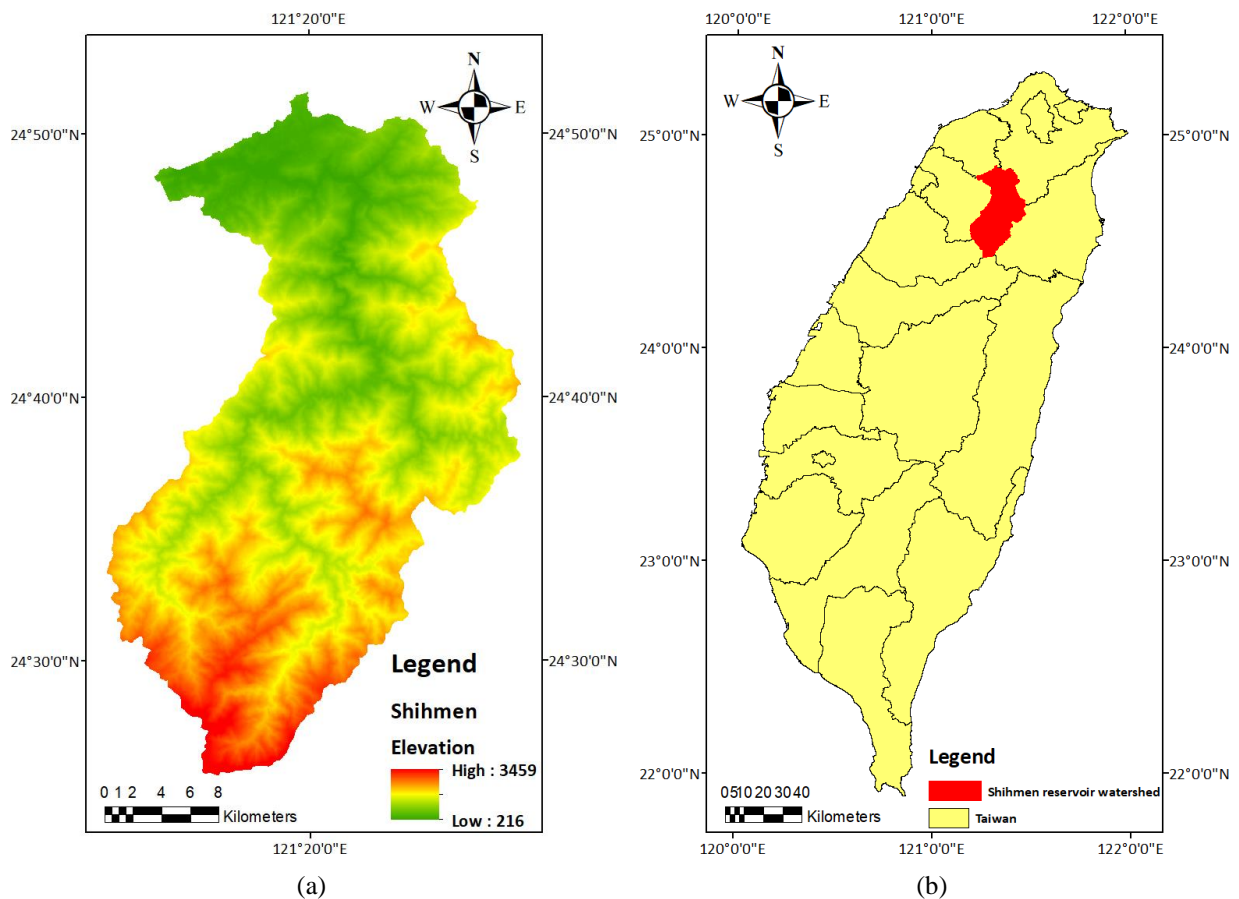 121°20'0"E
N
W
E
S
24°50'0"N
24°50'0"N
24°40'0"N
24°40'0"N
24°30'0"N
24°30'0"N
Legend
Shihmen
Elevation
High : 3459
Low : 216
0 1 2 4 6 8
Kilometers
121°20'0"E
(a)
120°0'0"E
121°0'0"E
122°0'0"E
N
W
E
S
25°0'0"N
25°0'0"N
24°0'0"N
24°0'0"N
23°0'0"N
23°0'0"N
22°0'0"N
22°0'0"N
Legend
Shihmen reservoir watershed
Taiwan
0 5 10 20 30 40
Kilometers
120°0'0"E
121°0'0"E
122°0'0"E
(b)